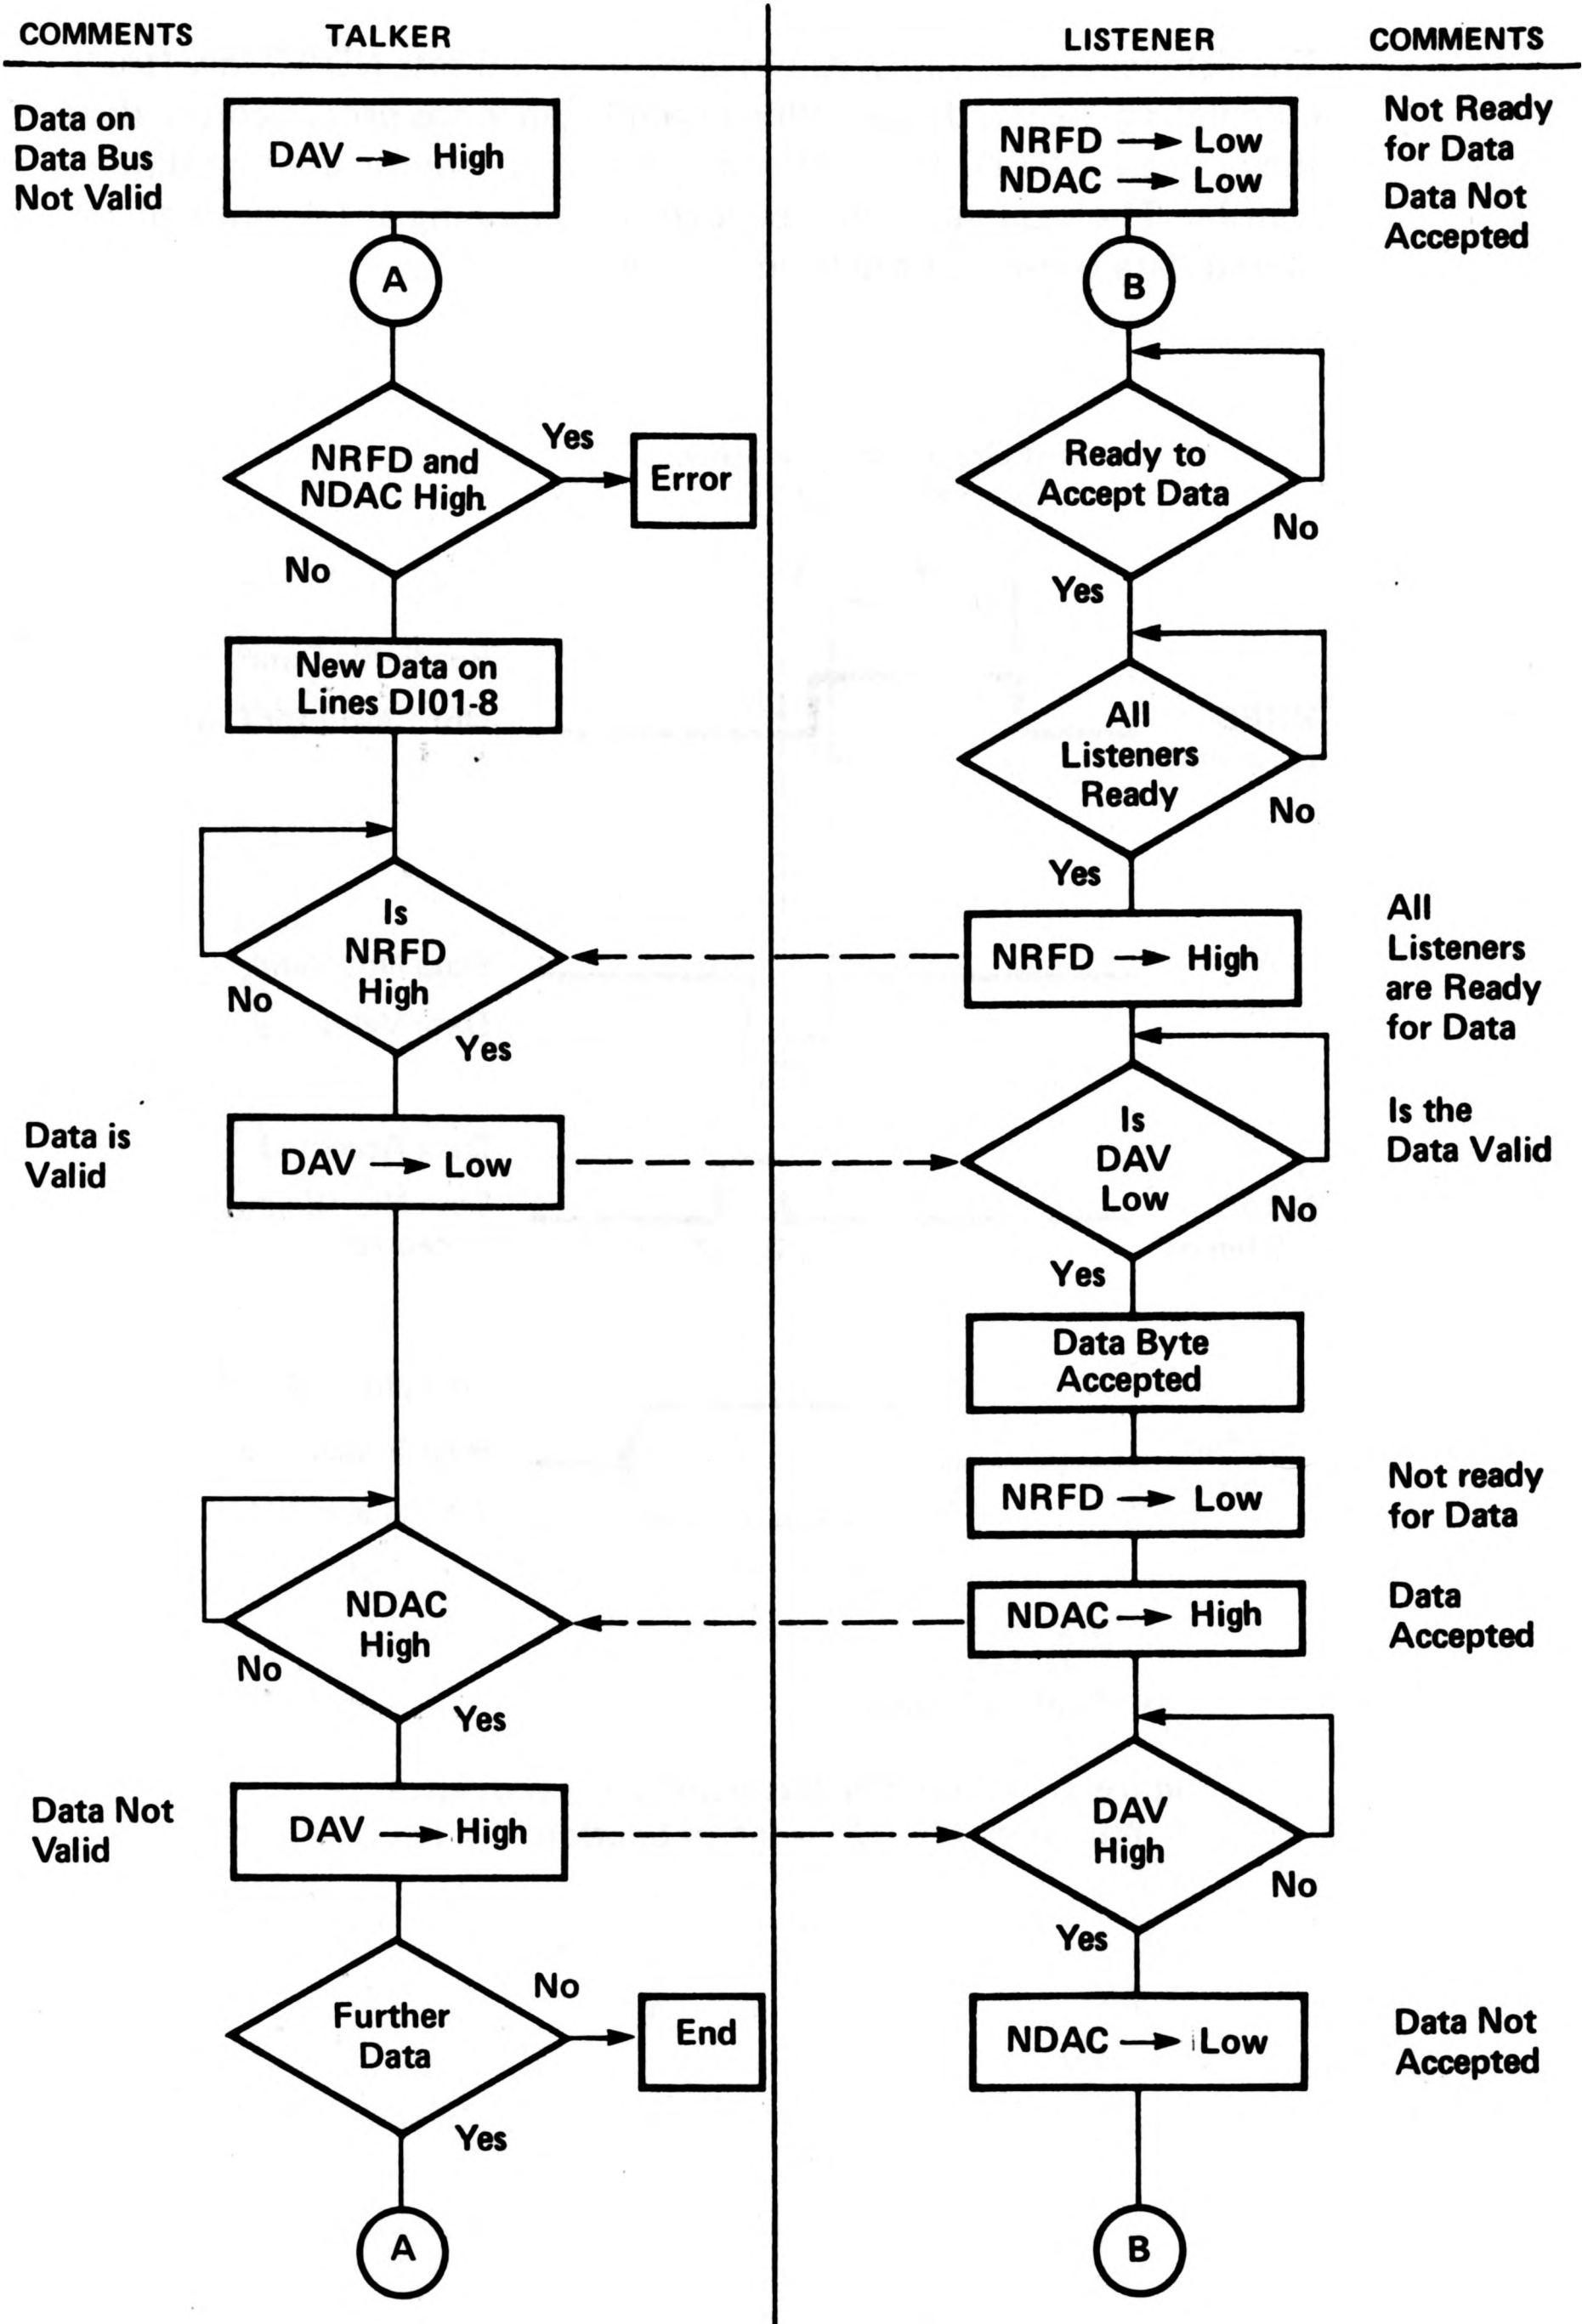 COMMENTS TALKER LISTENER COMMENTS
Data on
Data Bus
Not Valid
DAV → High
A
NRFD and
NDAC High
Yes
Error
No
New Data on
Lines DI01-8
Is
NRFD
High
No
Yes
Data is
Valid
DAV → Low
NDAC
High
No
Yes
Data Not
Valid
DAV → High
Further
Data
No
End
Yes
A
NRFD → Low
NDAC → Low
Not Ready
for Data
Data Not
Accepted
B
Ready to
Accept Data
No
Yes
All
Listeners
Ready
No
Yes
NRFD → High
All
Listeners
are Ready
for Data
Is
DAV
Low
Is the
Data Valid
No
Yes
Data Byte
Accepted
NRFD → Low
Not ready
for Data
NDAC → High
Data
Accepted
DAV
High
No
Yes
NDAC → Low
Data Not
Accepted
B